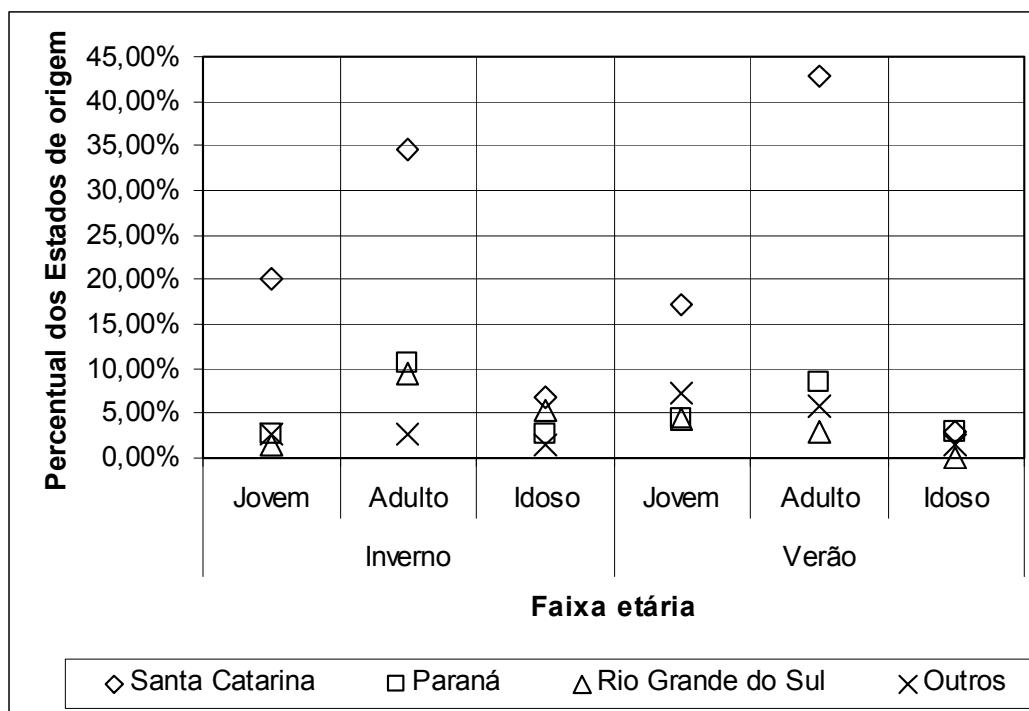 Percentual dos Estados de origem
45,00%
40,00%
35,00%
30,00%
25,00%
20,00%
15,00%
10,00%
5,00%
0,00%
Jovem Adulto Idoso Jovem Adulto Idoso
Inverno Verão
Faixa etária
Santa Catarina Paraná Rio Grande do Sul Outros